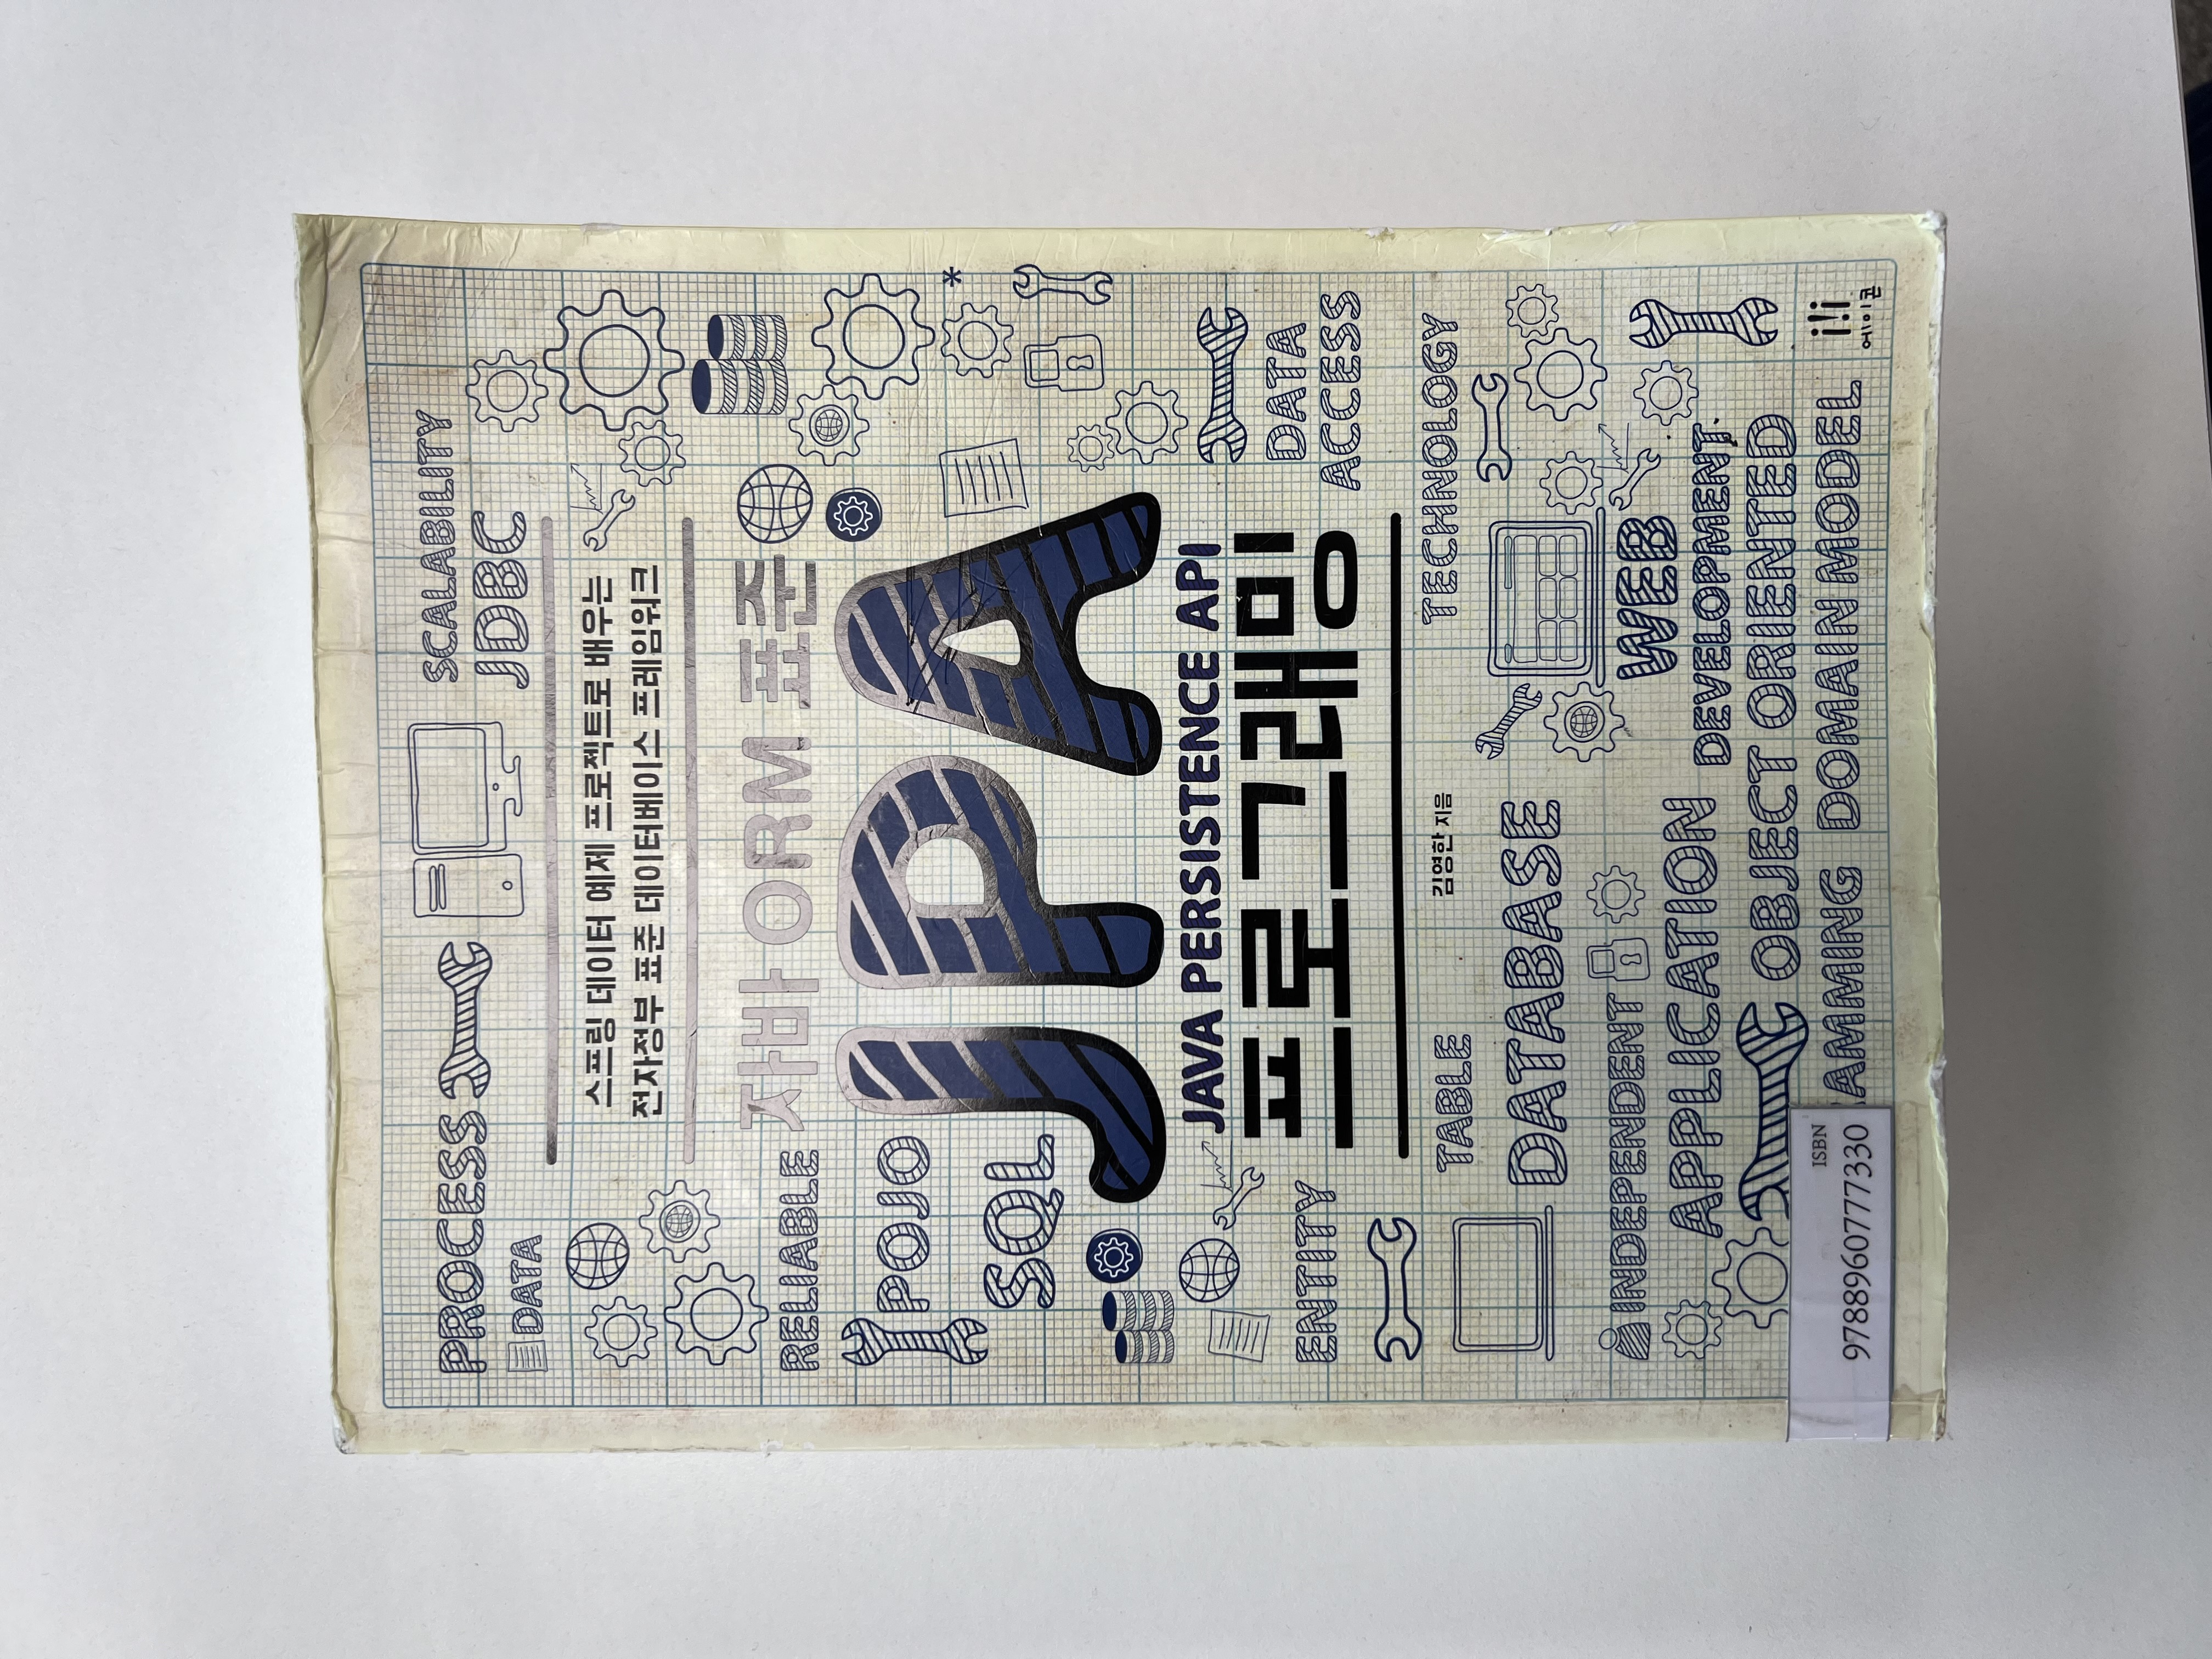 PROCESS
SCALABILITY
JDBC
DATA
스프링 데이터 예제 프로젝트로 배우는
전자정부 표준 데이터베이스 프레임워크
자바 ORM 표준
RELIABLE
POJO
SQL
JPA
JAVA PERSISTENCE API
프로그래밍
ENTITY
DATA
ACCESS
TABLE
김영한 지음
TECHNOLOGY
DATABASE
INDEPENDENT
WEB
APPLICATION
DEVELOPMENT
OBJECT ORIENTED
ISBN
9788960777330
AMMING DOMAIN MODEL
에이콘